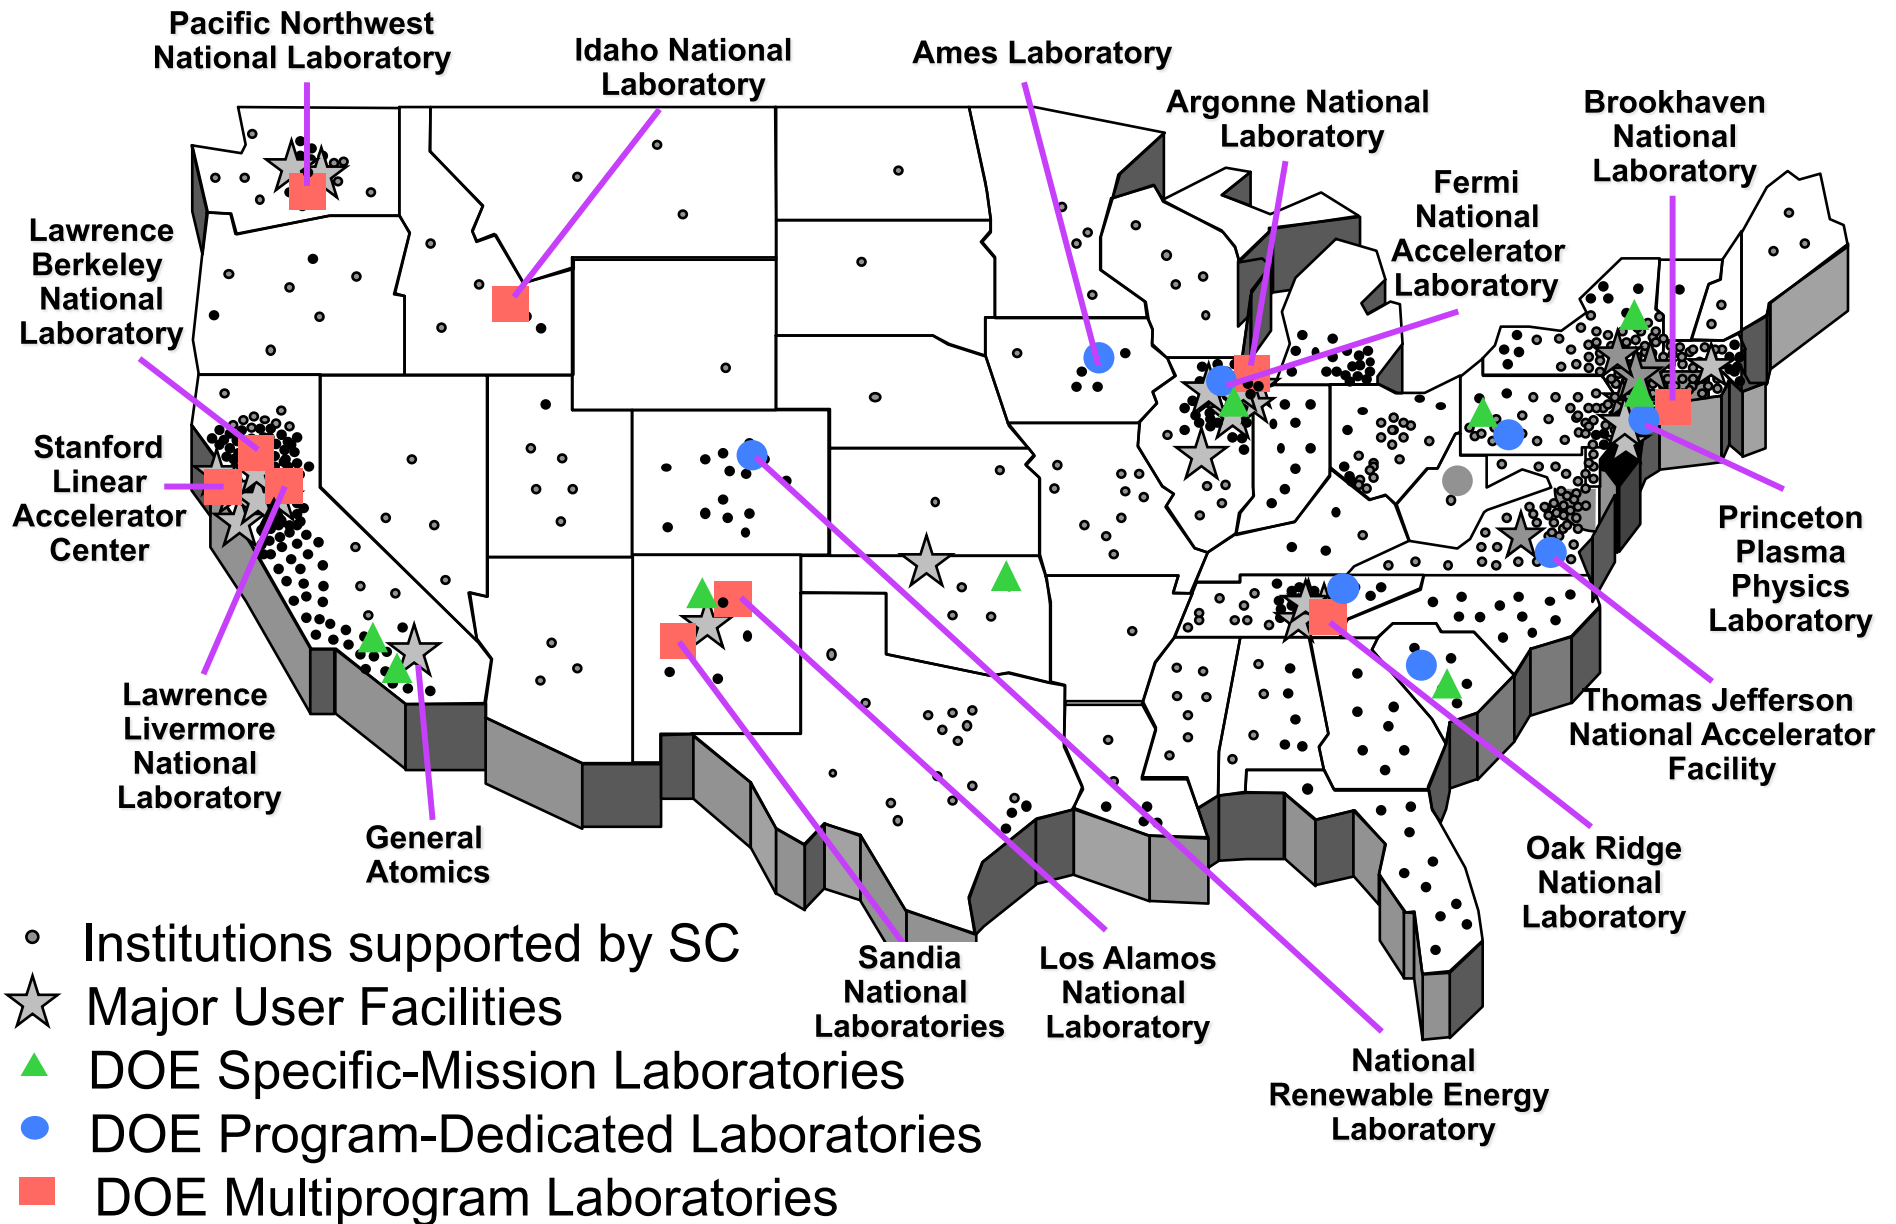 Pacific Northwest
National Laboratory
Idaho National
Laboratory
Ames Laboratory
Argonne National
Laboratory
Brookhaven
National
Laboratory
Fermi
National
Accelerator
Laboratory
Lawrence
Berkeley
National
Laboratory
Stanford
Linear
Accelerator
Center
Princeton
Plasma
Physics
Laboratory
Lawrence
Livermore
National
Laboratory
Thomas Jefferson
National Accelerator
Facility
General
Atomics
Oak Ridge
National
Laboratory
Sandia
National
Laboratories
Los Alamos
National
Laboratory
National
Renewable Energy
Laboratory
Institutions supported by SC
Major User Facilities
DOE Specific-Mission Laboratories
DOE Program-Dedicated Laboratories
DOE Multiprogram Laboratories